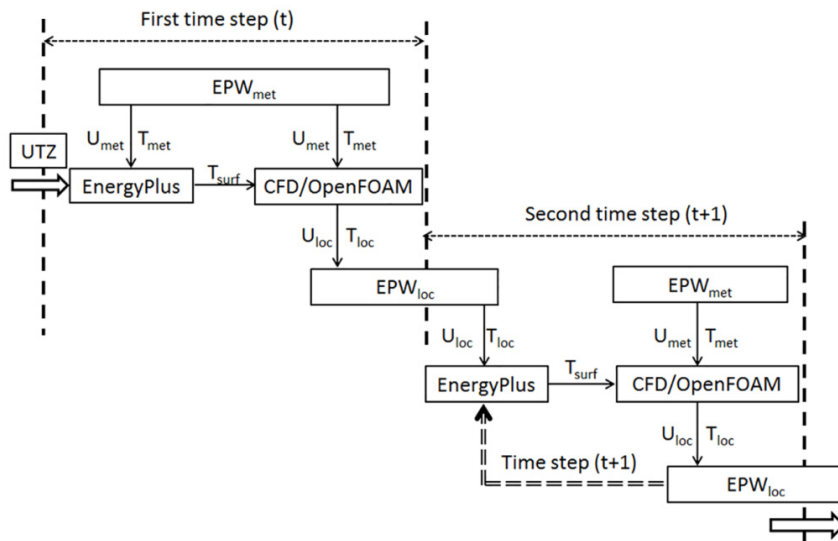 First time step (t)
EPWmet
Umet Tmet
Umet Tmet
UTZ
EnergyPlus
Tsurf
CFD/OpenFOAM
Uloc Tloc
Second time step (t+1)
EPWloc
EPWmet
Uloc Tloc
Umet Tmet
EnergyPlus
Tsurf
CFD/OpenFOAM
Uloc Tloc
Time step (t+1)
EPWloc